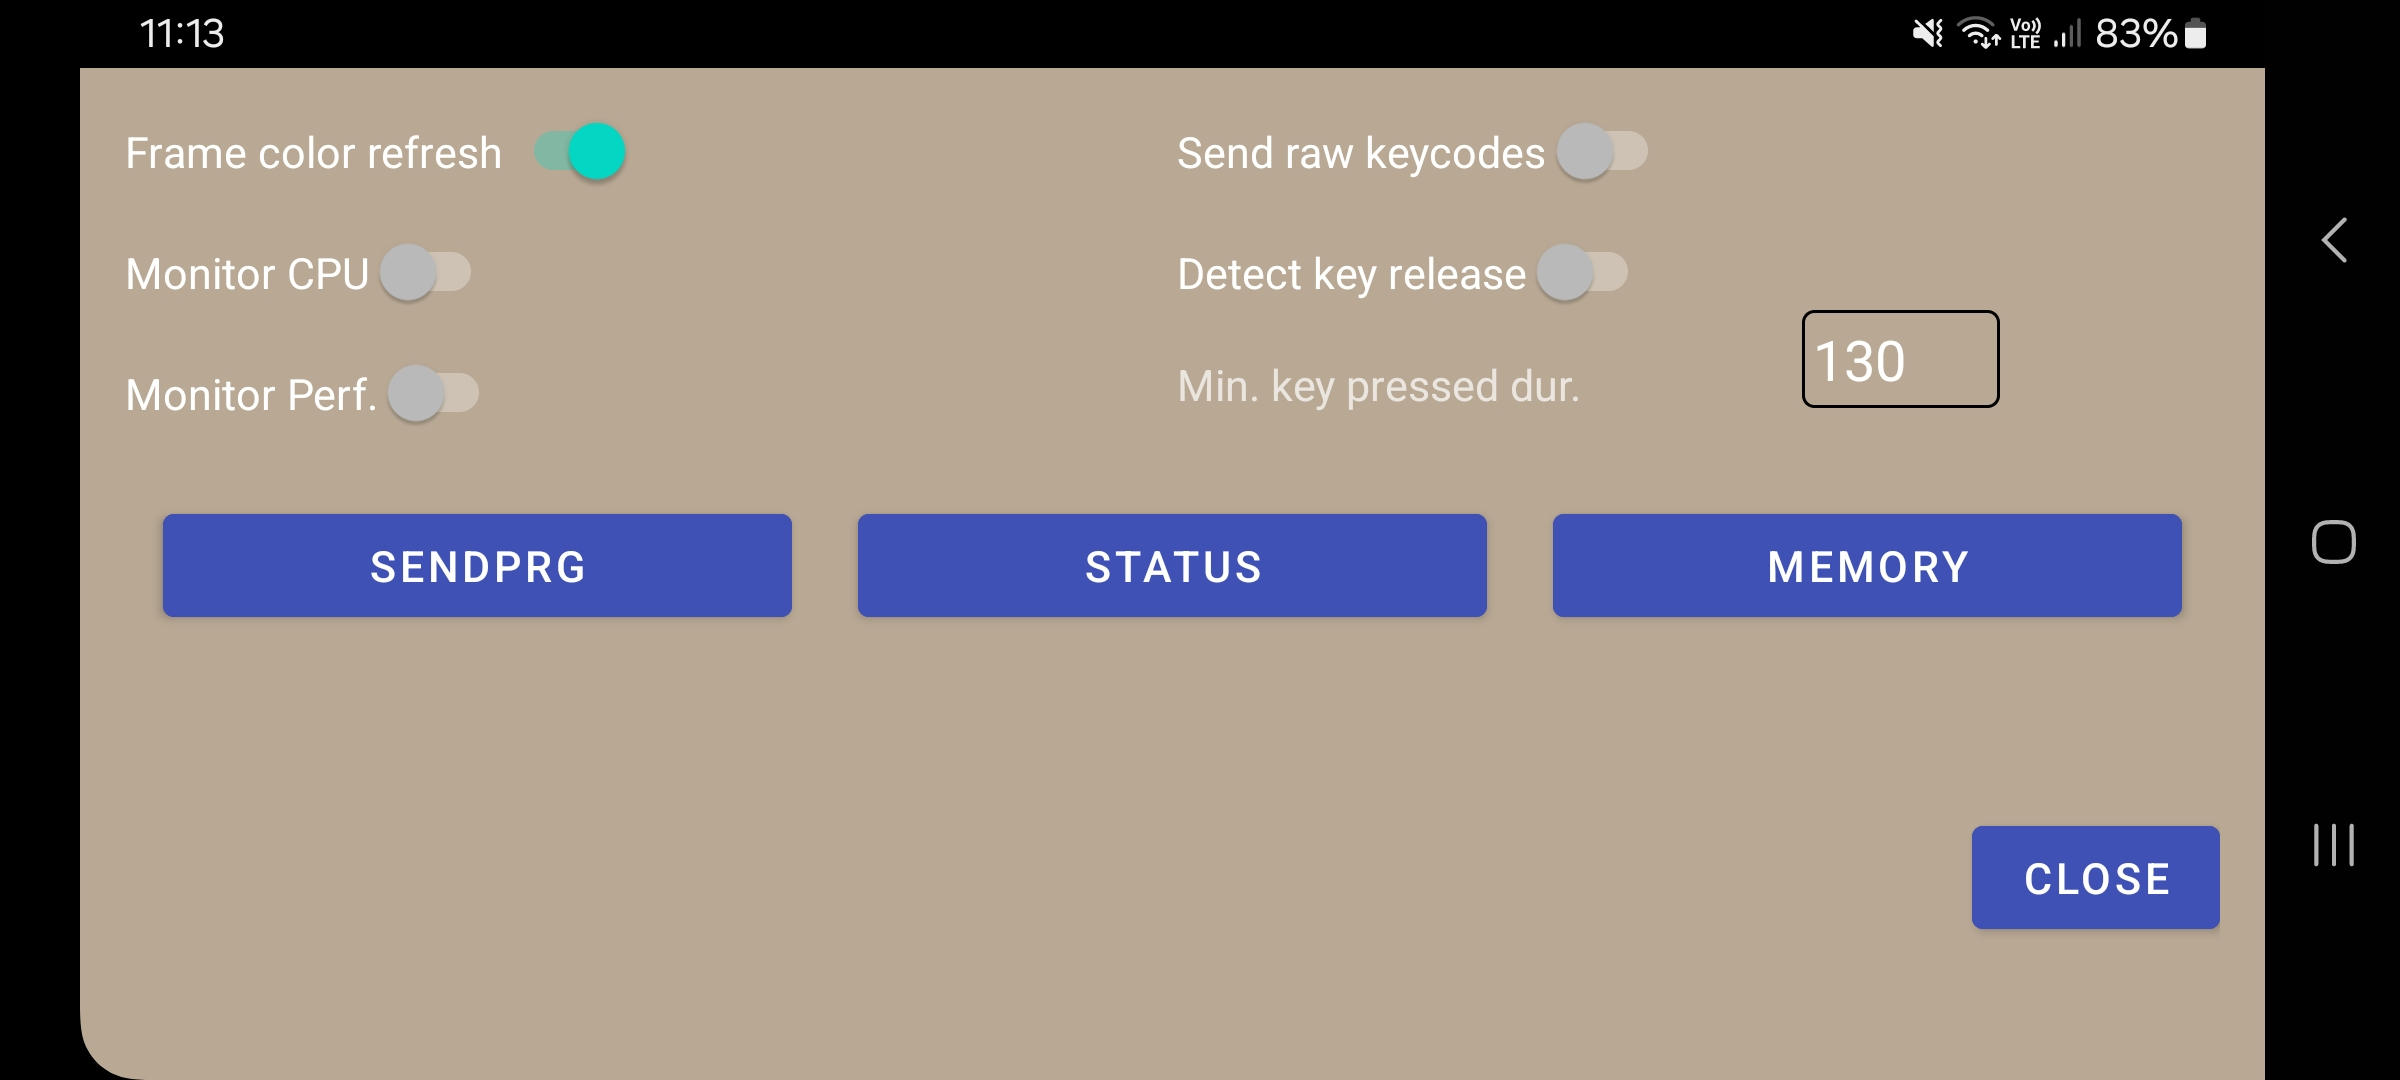 11:13
Vo)) LTE 83%
Frame color refresh
Send raw keycodes
Monitor CPU
Detect key release
Monitor Perf.
Min. key pressed dur.
130
SENDPRG
STATUS
MEMORY
CLOSE